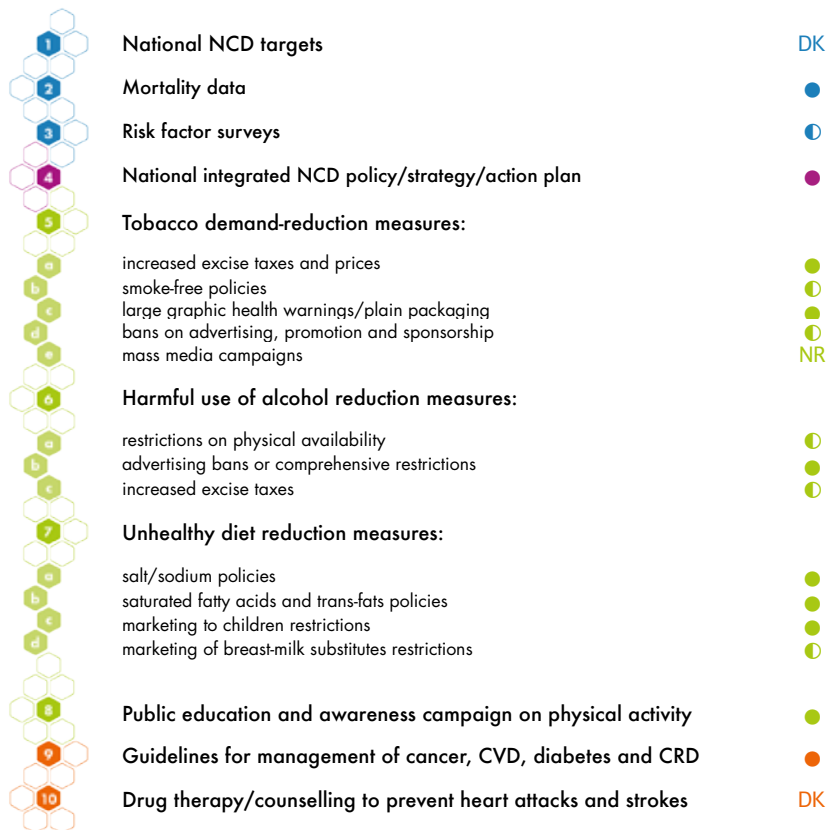 1 National NCD targets DK
2 Mortality data ●
3 Risk factor surveys ◐
4 National integrated NCD policy/strategy/action plan ●
5 Tobacco demand-reduction measures:
a increased excise taxes and prices ●
b smoke-free policies ◐
c large graphic health warnings/plain packaging ●
d bans on advertising, promotion and sponsorship ◐
e mass media campaigns NR
6 Harmful use of alcohol reduction measures:
a restrictions on physical availability ◐
b advertising bans or comprehensive restrictions ●
c increased excise taxes ◐
7 Unhealthy diet reduction measures:
a salt/sodium policies ●
b saturated fatty acids and trans-fats policies ●
c marketing to children restrictions ●
d marketing of breast-milk substitutes restrictions ◐
8 Public education and awareness campaign on physical activity ●
9 Guidelines for management of cancer, CVD, diabetes and CRD ●
10 Drug therapy/counselling to prevent heart attacks and strokes DK